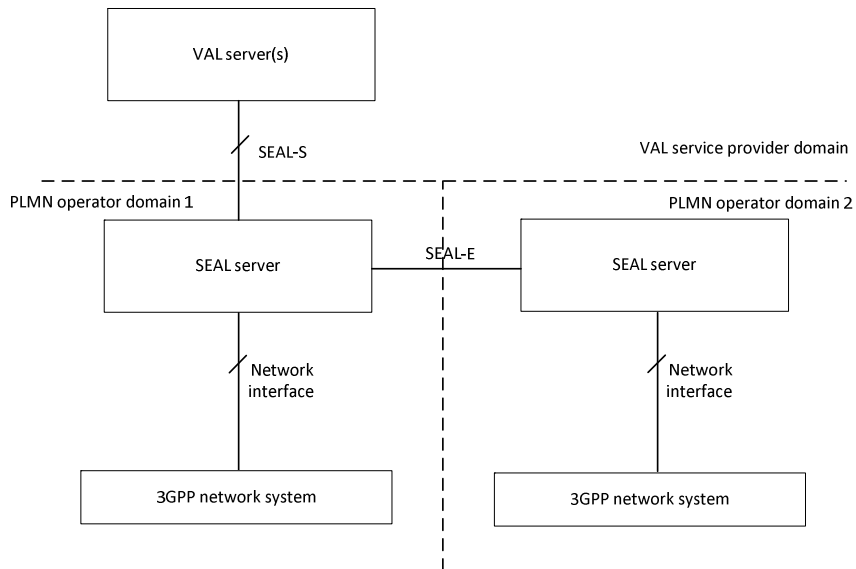 VAL server(s)
SEAL-S
VAL service provider domain
PLMN operator domain 1
PLMN operator domain 2
SEAL server
SEAL-E
SEAL server
Network
interface
Network
interface
3GPP network system
3GPP network system